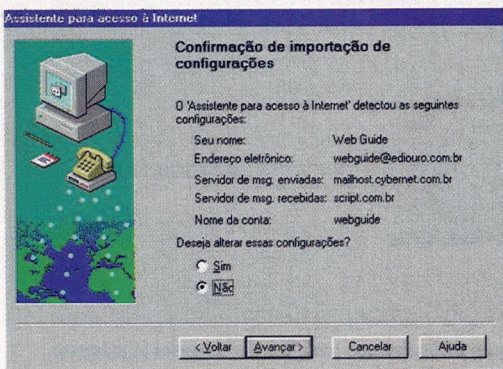 Assistente para acesso à Internet
Confirmação de importação de
configurações
O 'Assistente para acesso à Internet' detectou as seguintes
configurações:
Seu nome: Web Guide
Endereço eletrônico: webguide@ediouro.com.br
Servidor de msg. enviadas: mailhost.cybernet.com.br
Servidor de msg. recebidas: script.com.br
Nome da conta: webguide
Deseja alterar essas configurações?
Sim
Não
< Voltar Avançar > Cancelar Ajuda